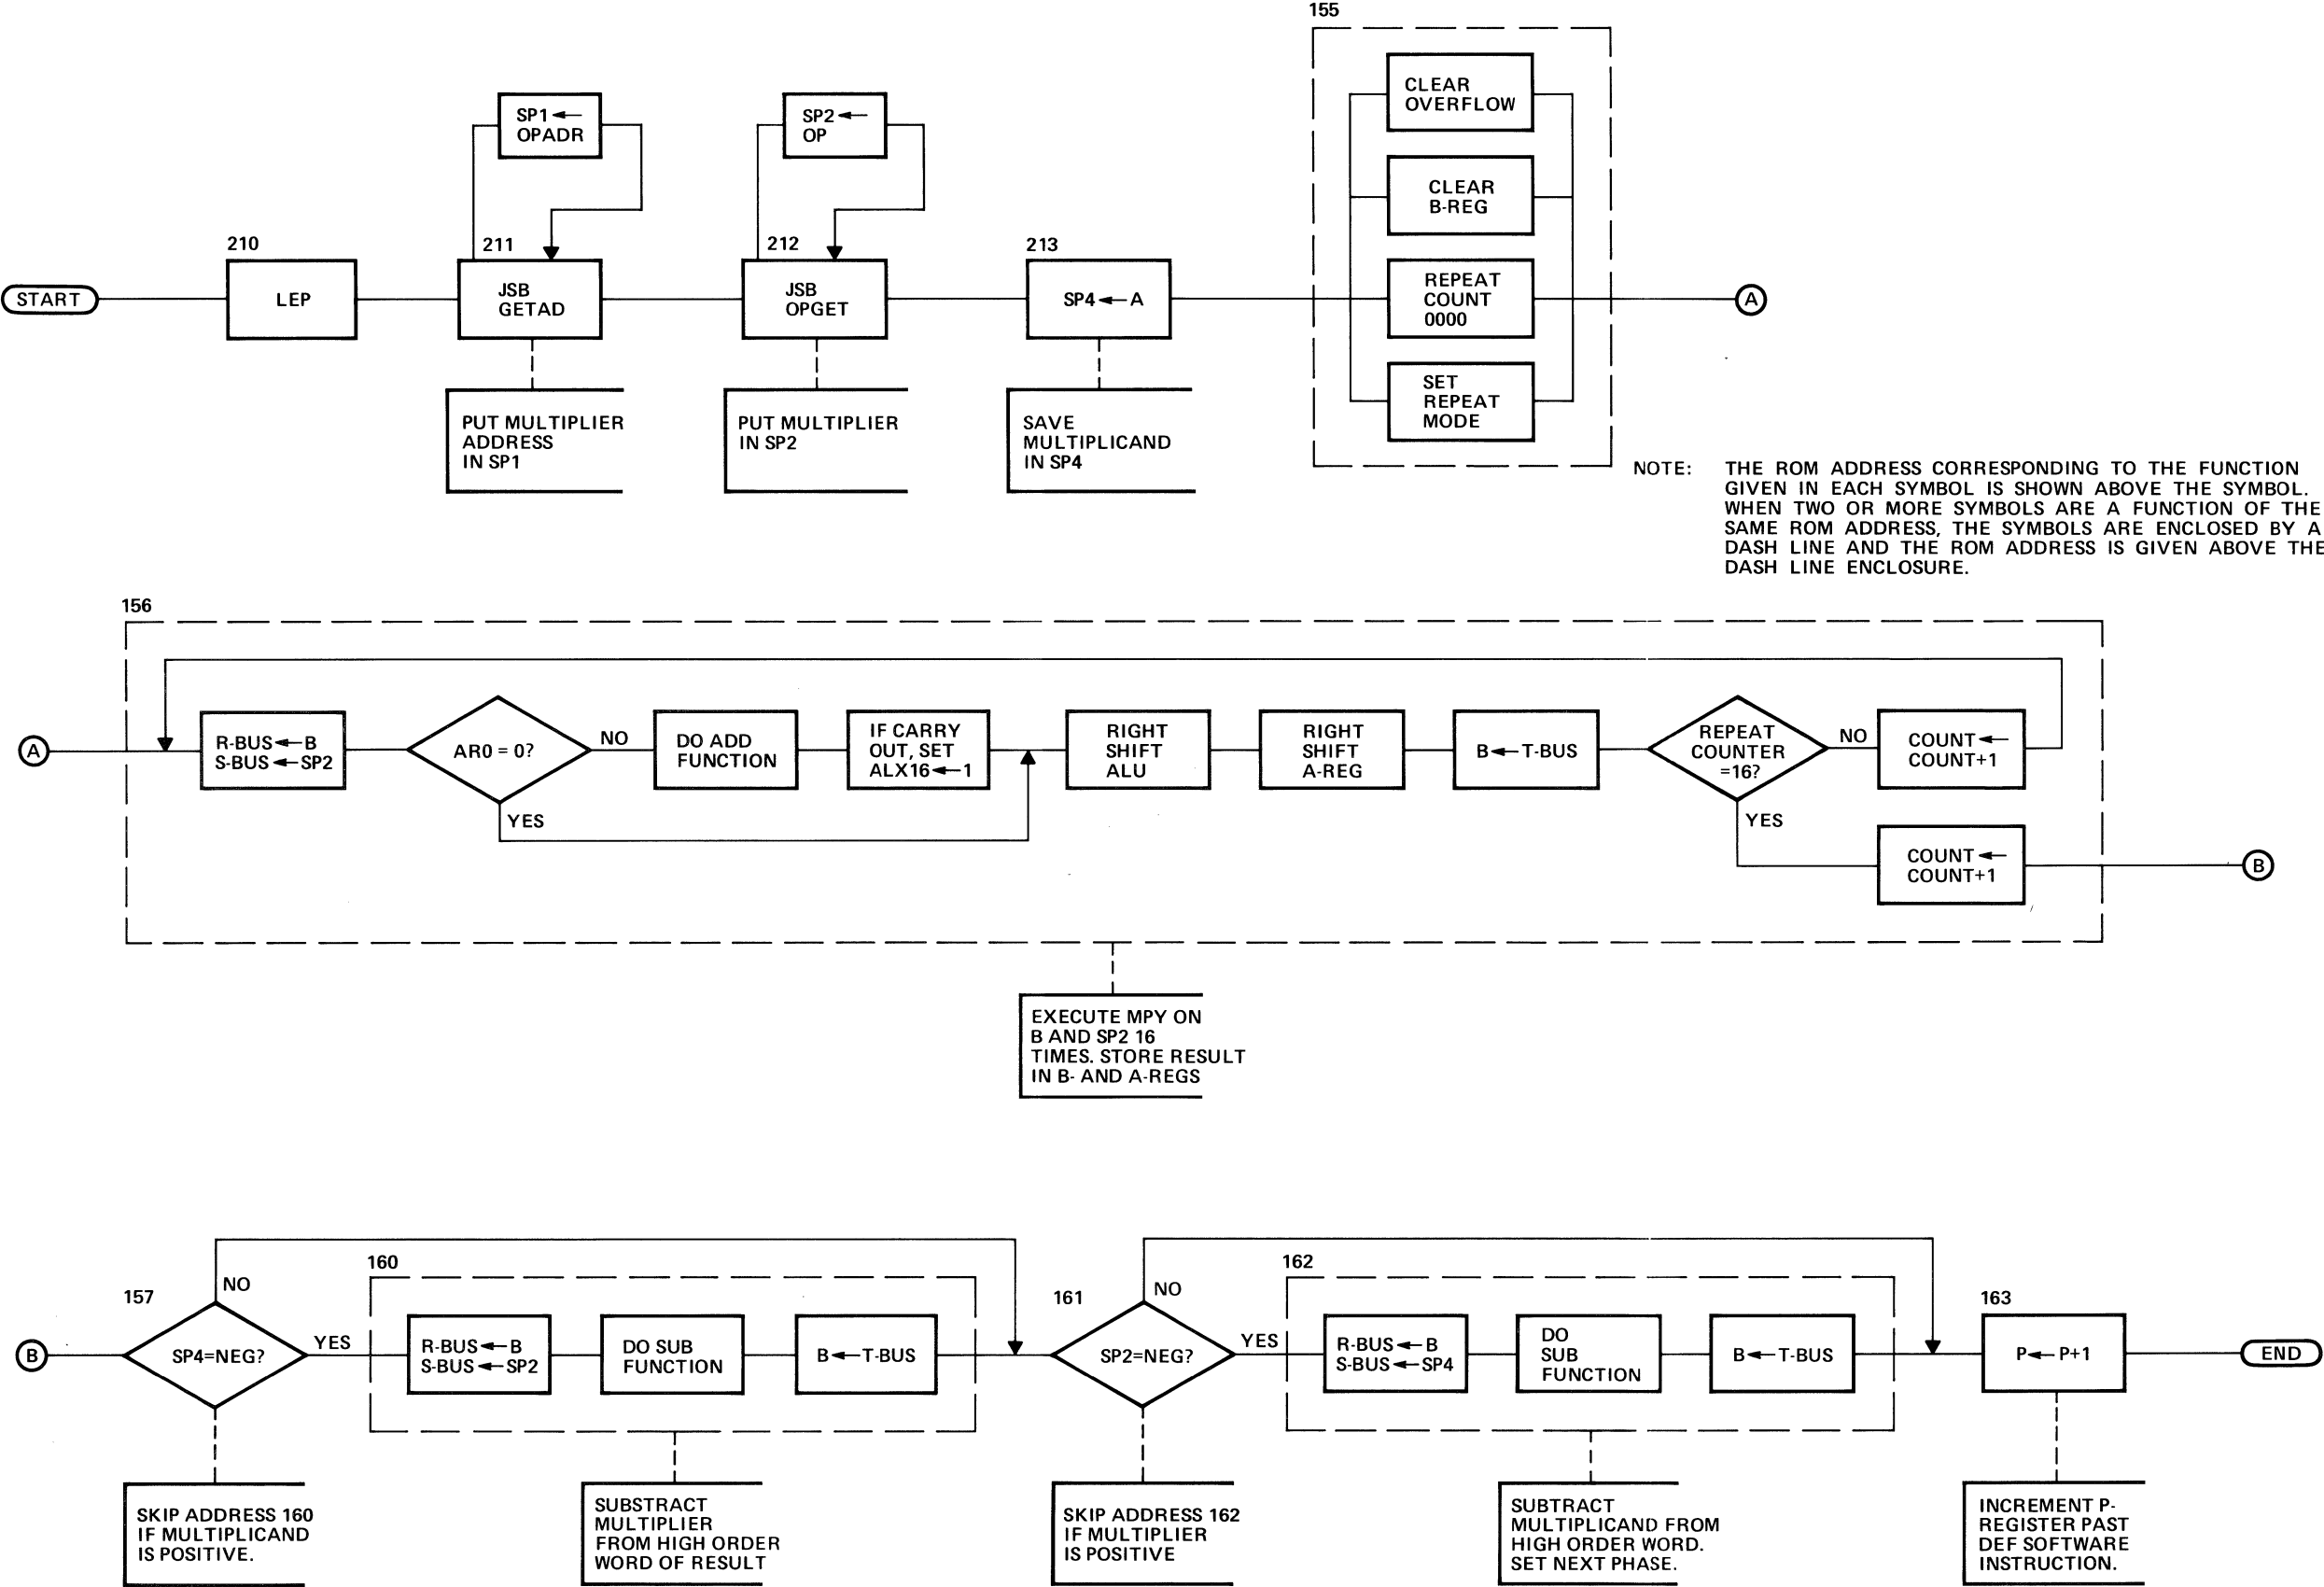 155
CLEAR
OVERFLOW
SP1←
OPADR
SP2←
OP
CLEAR
B-REG
210
211
212
213
START
LEP
JSB
GETAD
JSB
OPGET
SP4←A
REPEAT
COUNT
0000
A
SET
REPEAT
MODE
PUT MULTIPLIER
ADDRESS
IN SP1
PUT MULTIPLIER
IN SP2
SAVE
MULTIPLICAND
IN SP4
NOTE: THE ROM ADDRESS CORRESPONDING TO THE FUNCTION
GIVEN IN EACH SYMBOL IS SHOWN ABOVE THE SYMBOL.
WHEN TWO OR MORE SYMBOLS ARE A FUNCTION OF THE
SAME ROM ADDRESS, THE SYMBOLS ARE ENCLOSED BY A
DASH LINE AND THE ROM ADDRESS IS GIVEN ABOVE THE
DASH LINE ENCLOSURE.
156
A
R-BUS←B
S-BUS←SP2
AR0 = 0?
NO
YES
DO ADD
FUNCTION
IF CARRY
OUT, SET
ALX16←1
RIGHT
SHIFT
ALU
RIGHT
SHIFT
A-REG
B←T-BUS
REPEAT
COUNTER
=16?
NO
YES
COUNT←
COUNT+1
COUNT←
COUNT+1
B
EXECUTE MPY ON
B AND SP2 16
TIMES. STORE RESULT
IN B- AND A-REGS
B
157
SP4=NEG?
NO
YES
160
R-BUS←B
S-BUS←SP2
DO SUB
FUNCTION
B←T-BUS
161
SP2=NEG?
NO
YES
162
R-BUS←B
S-BUS←SP4
DO
SUB
FUNCTION
B←T-BUS
163
P←P+1
END
SKIP ADDRESS 160
IF MULTIPLICAND
IS POSITIVE.
SUBSTRACT
MULTIPLIER
FROM HIGH ORDER
WORD OF RESULT
SKIP ADDRESS 162
IF MULTIPLIER
IS POSITIVE
SUBTRACT
MULTIPLICAND FROM
HIGH ORDER WORD.
SET NEXT PHASE.
INCREMENT P-
REGISTER PAST
DEF SOFTWARE
INSTRUCTION.